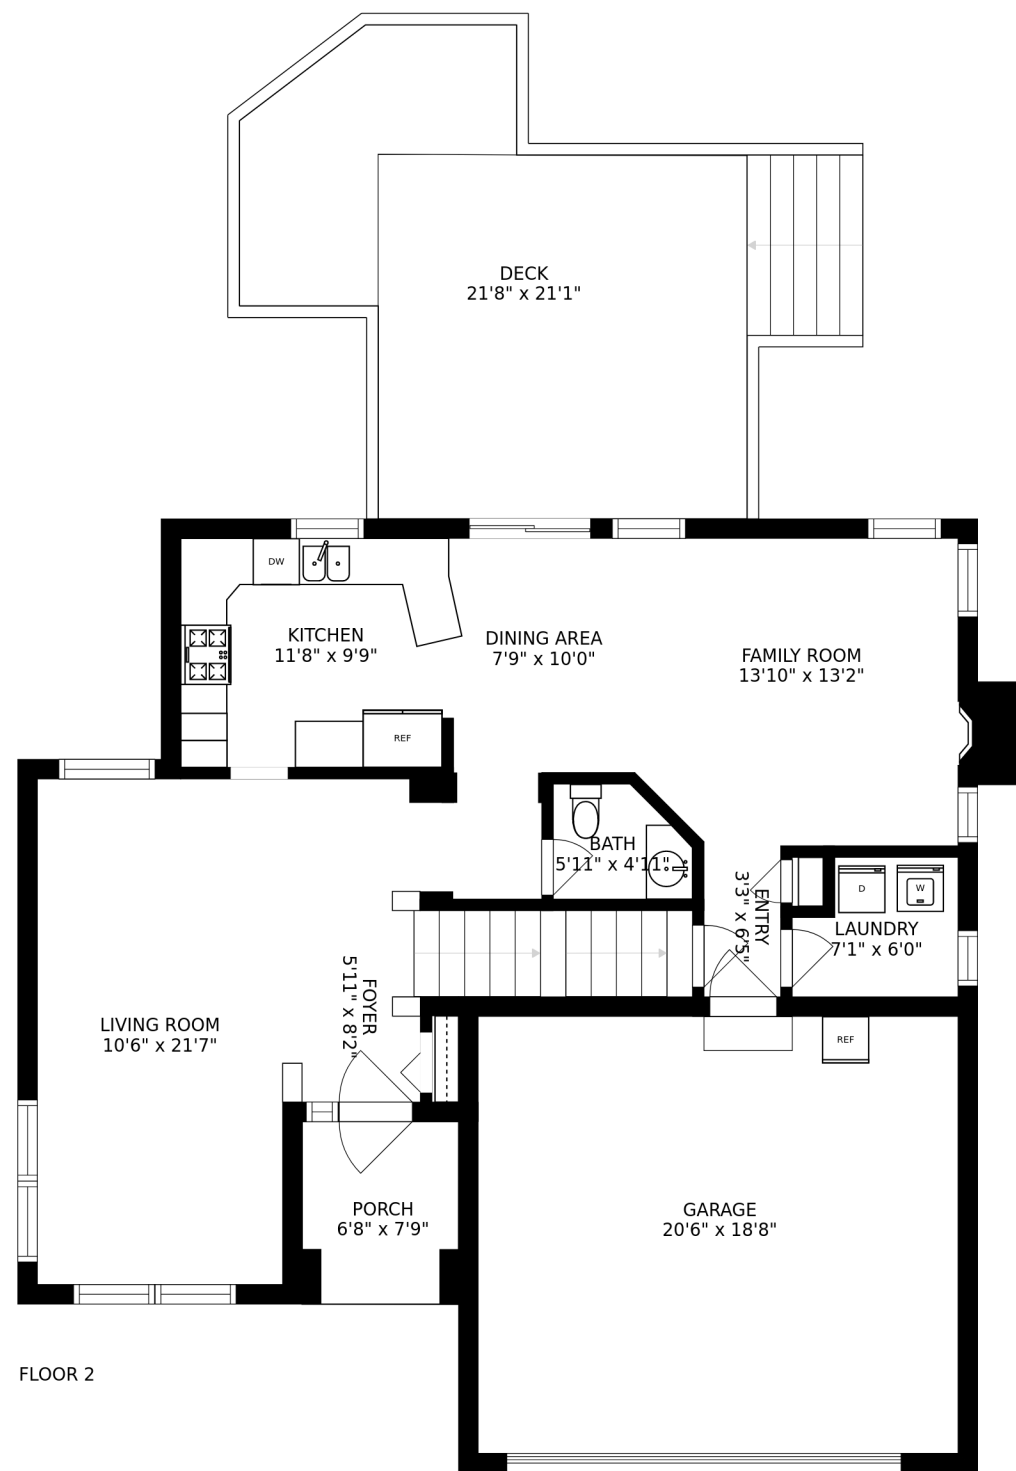 DECK
21'8" x 21'1"
DW
KITCHEN
11'8" x 9'9"
DINING AREA
7'9" x 10'0"
FAMILY ROOM
13'10" x 13'2"
REF
BATH
5'11" x 4'11"
ENTRY
3'3" x 6'5"
D
W
LAUNDRY
7'1" x 6'0"
FOYER
5'11" x 8'2"
LIVING ROOM
10'6" x 21'7"
REF
PORCH
6'8" x 7'9"
GARAGE
20'6" x 18'8"
FLOOR 2